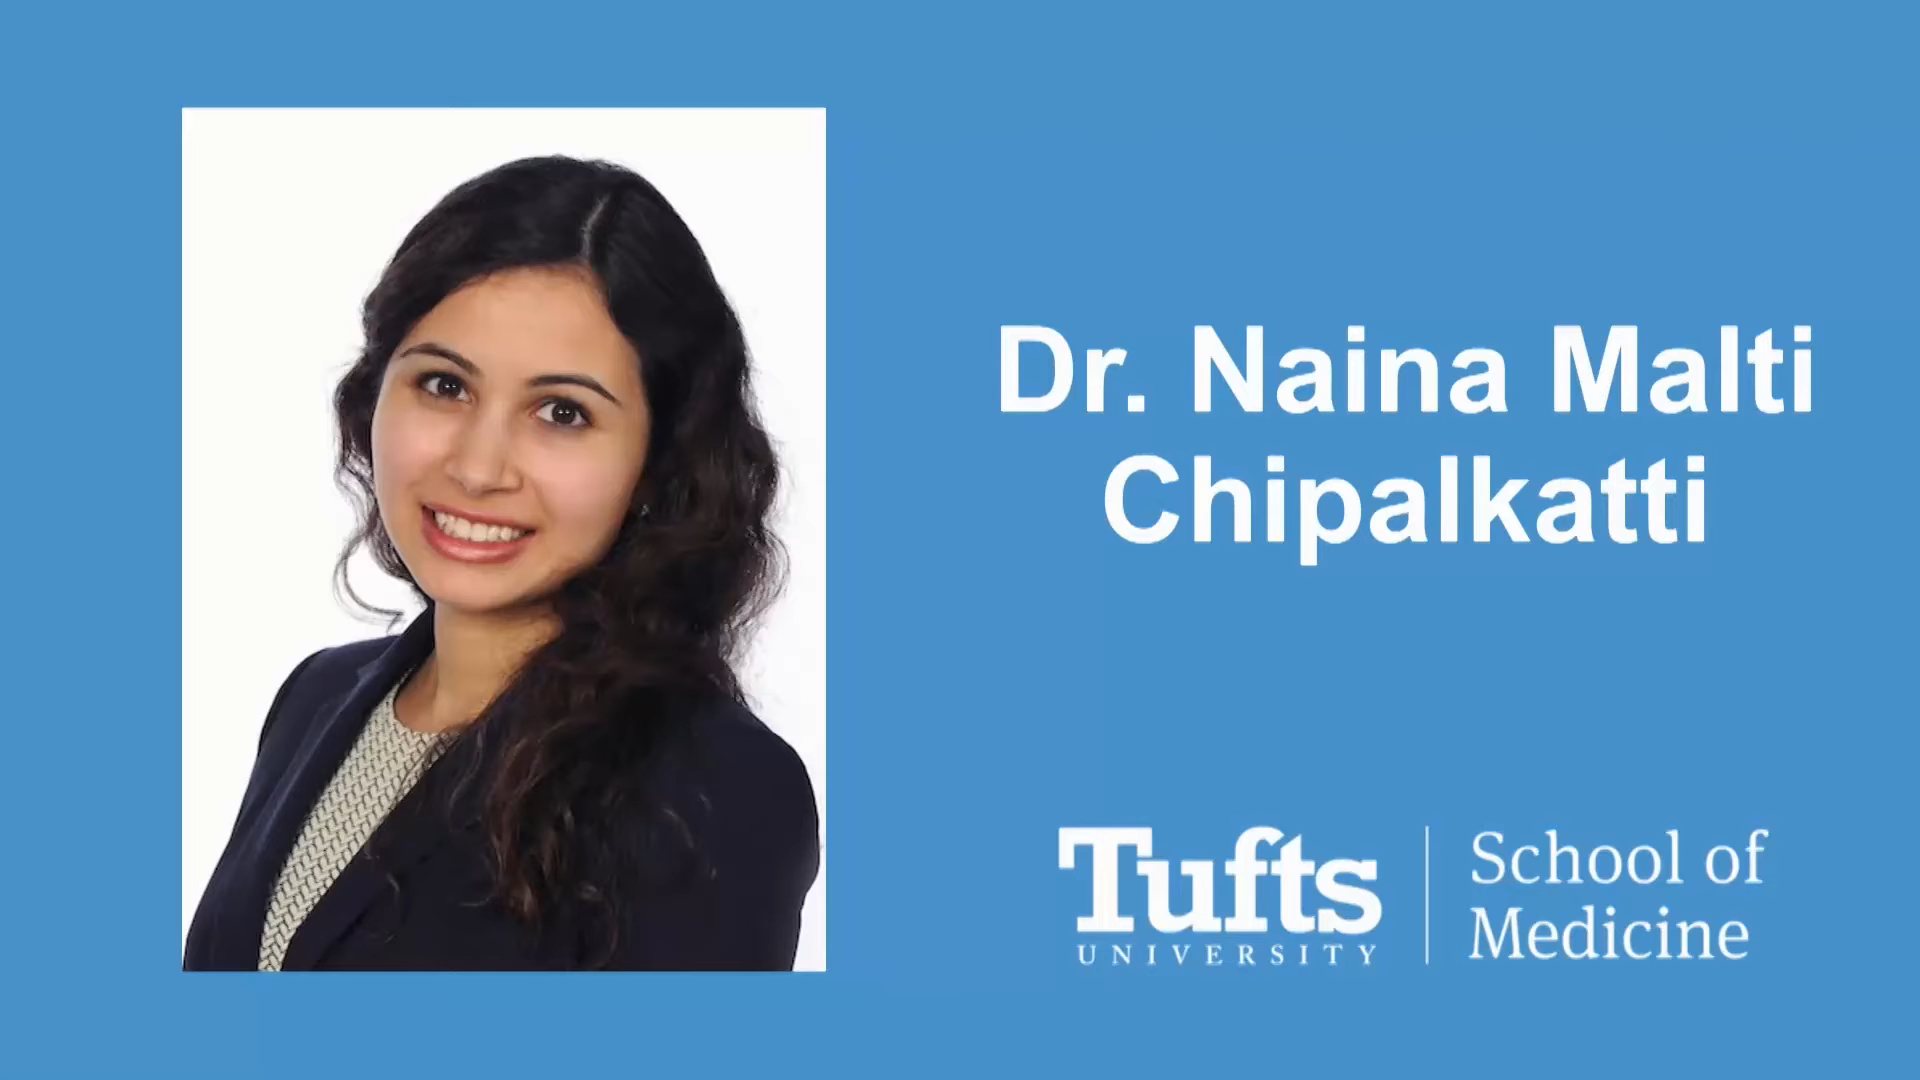 Dr. Naina Malti
Chipalkatti
Tufts
UNIVERSITY
School of
Medicine